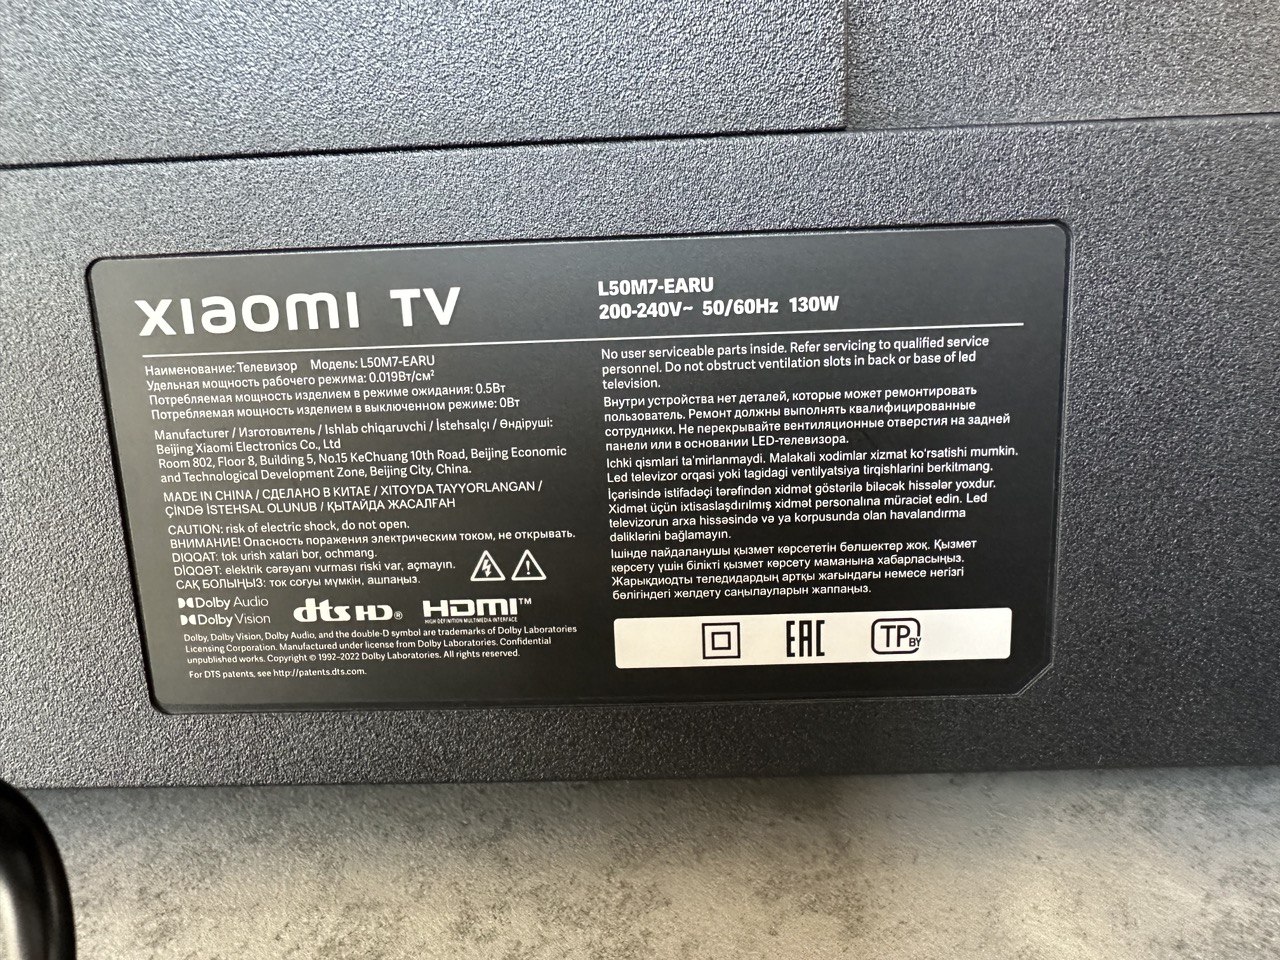 xiaomi TV
L50M7-EARU
200-240V~ 50/60Hz 130W
Наименование: Телевизор Модель: L50M7-EARU
Удельная мощность рабочего режима: 0.019Вт/см²
Потребляемая мощность изделием в режиме ожидания: 0.5Вт
Потребляемая мощность изделием в выключенном режиме: 0Вт
Manufacturer / Изготовитель / Ishlab chiqaruvchi / İstehsalçı / Өндіруші:
Beijing Xiaomi Electronics Co., Ltd
Room 802, Floor 8, Building 5, No.15 KeChuang 10th Road, Beijing Economic
and Technological Development Zone, Beijing City, China.
MADE IN CHINA / СДЕЛАНО В КИТАЕ / XITOYDA TAYYORLANGAN /
ÇİNDƏ İSTEHSAL OLUNUB / ҚЫТАЙДА ЖАСАЛҒАН
CAUTION: risk of electric shock, do not open.
ВНИМАНИЕ! Опасность поражения электрическим током, не открывать.
DIQQAT: tok urish xatari bor, ochmang.
DİQQƏT: elektrik cərəyanı vurması riski var, açmayın.
САҚ БОЛЫҢЫЗ: ток соғуы мүмкін, ашпаңыз.
Dolby Audio
Dolby Vision
dts HD®
HDMI™
HIGH DEFINITION MULTIMEDIA INTERFACE
Dolby, Dolby Vision, Dolby Audio, and the double-D symbol are trademarks of Dolby Laboratories
Licensing Corporation. Manufactured under license from Dolby Laboratories. Confidential
unpublished works. Copyright © 1992-2022 Dolby Laboratories. All rights reserved.
For DTS patents, see http://patents.dts.com.
No user serviceable parts inside. Refer servicing to qualified service
personnel. Do not obstruct ventilation slots in back or base of led
television.
Внутри устройства нет деталей, которые может ремонтировать
пользователь. Ремонт должны выполнять квалифицированные
сотрудники. Не перекрывайте вентиляционные отверстия на задней
панели или в основании LED-телевизора.
Ichki qismlari ta'mirlanmaydi. Malakali xodimlar xizmat ko'rsatishi mumkin.
Led televizor orqasi yoki tagidagi ventilyatsiya tirqishlarini berkitmang.
İçərisində istifadəçi tərəfindən xidmət göstərilə biləcək hissələr yoxdur.
Xidmət üçün ixtisaslaşdırılmış xidmət personalına müraciət edin. Led
televizorun arxa hissəsində və ya korpusunda olan havalandırma
dəliklərini bağlamayın.
Ішінде пайдаланушы қызмет көрсететін бөлшектер жоқ. Қызмет
көрсету үшін білікті қызмет көрсету маманына хабарласыңыз.
Жарықдиодты теледидардың артқы жағындағы немесе негізгі
бөлігіндегі желдету саңылауларын жаппаңыз.
EAC
TP BY